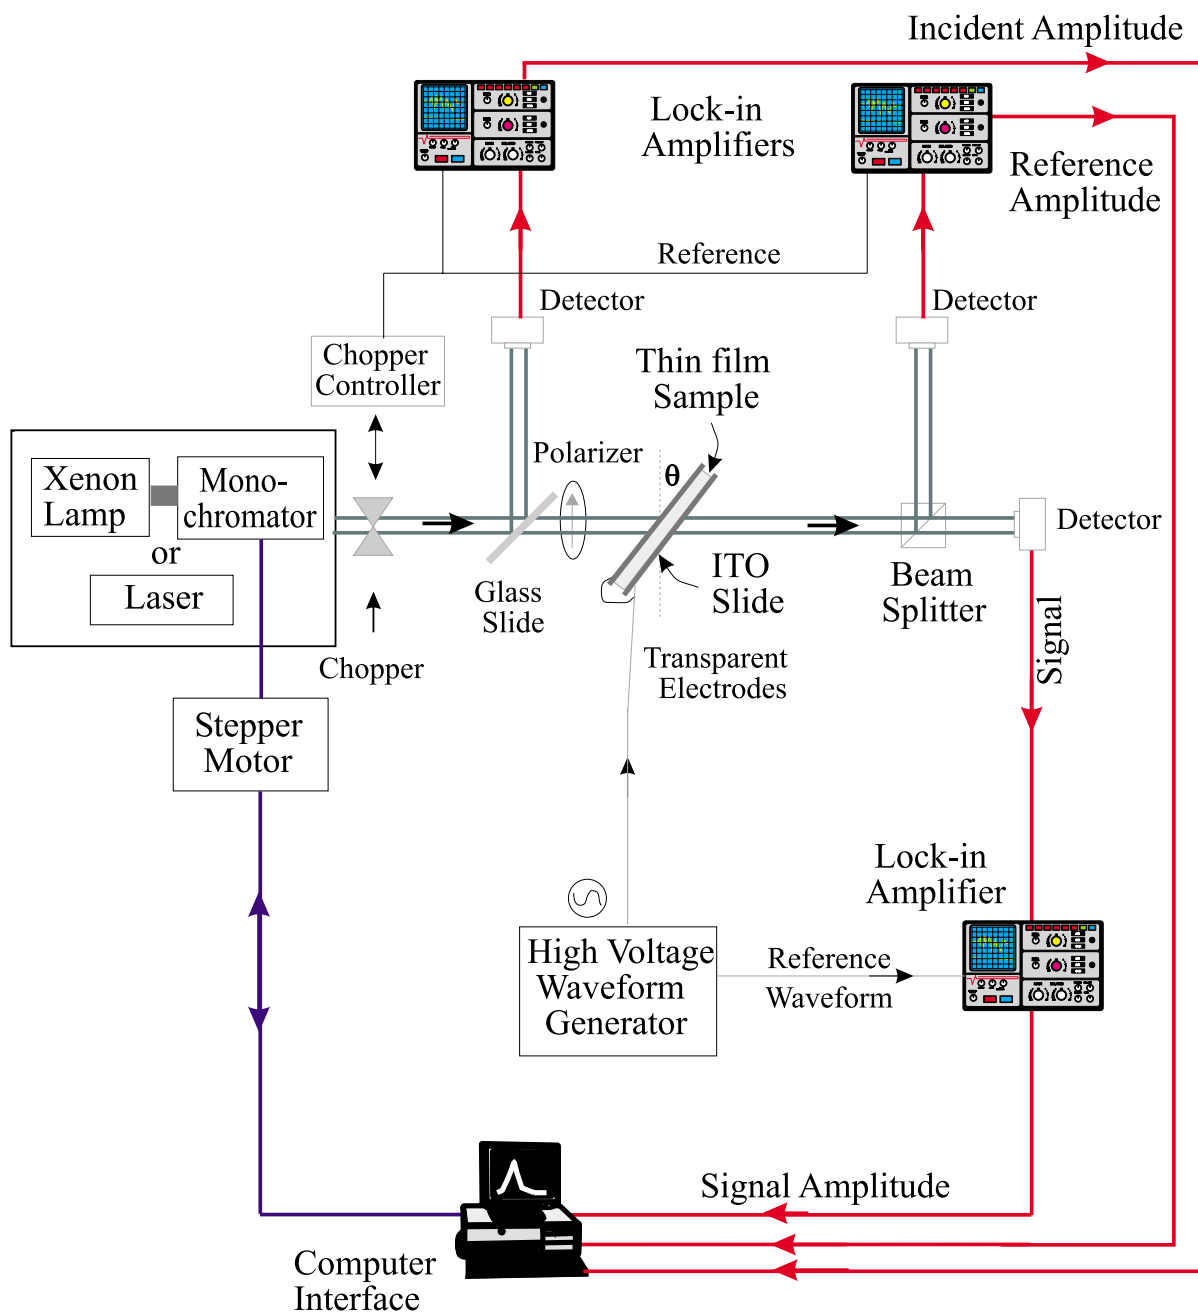 Incident Amplitude
Lock-in
Amplifiers
Reference
Amplitude
Reference
Detector
Detector
Chopper
Controller
Thin film
Sample
Polarizer
θ
Xenon
Lamp
Mono-
chromator
or
Laser
Glass
Slide
ITO
Slide
Beam
Splitter
Detector
Chopper
Transparent
Electrodes
Signal
Stepper
Motor
Lock-in
Amplifier
High Voltage
Waveform
Generator
Reference
Waveform
Signal Amplitude
Computer
Interface